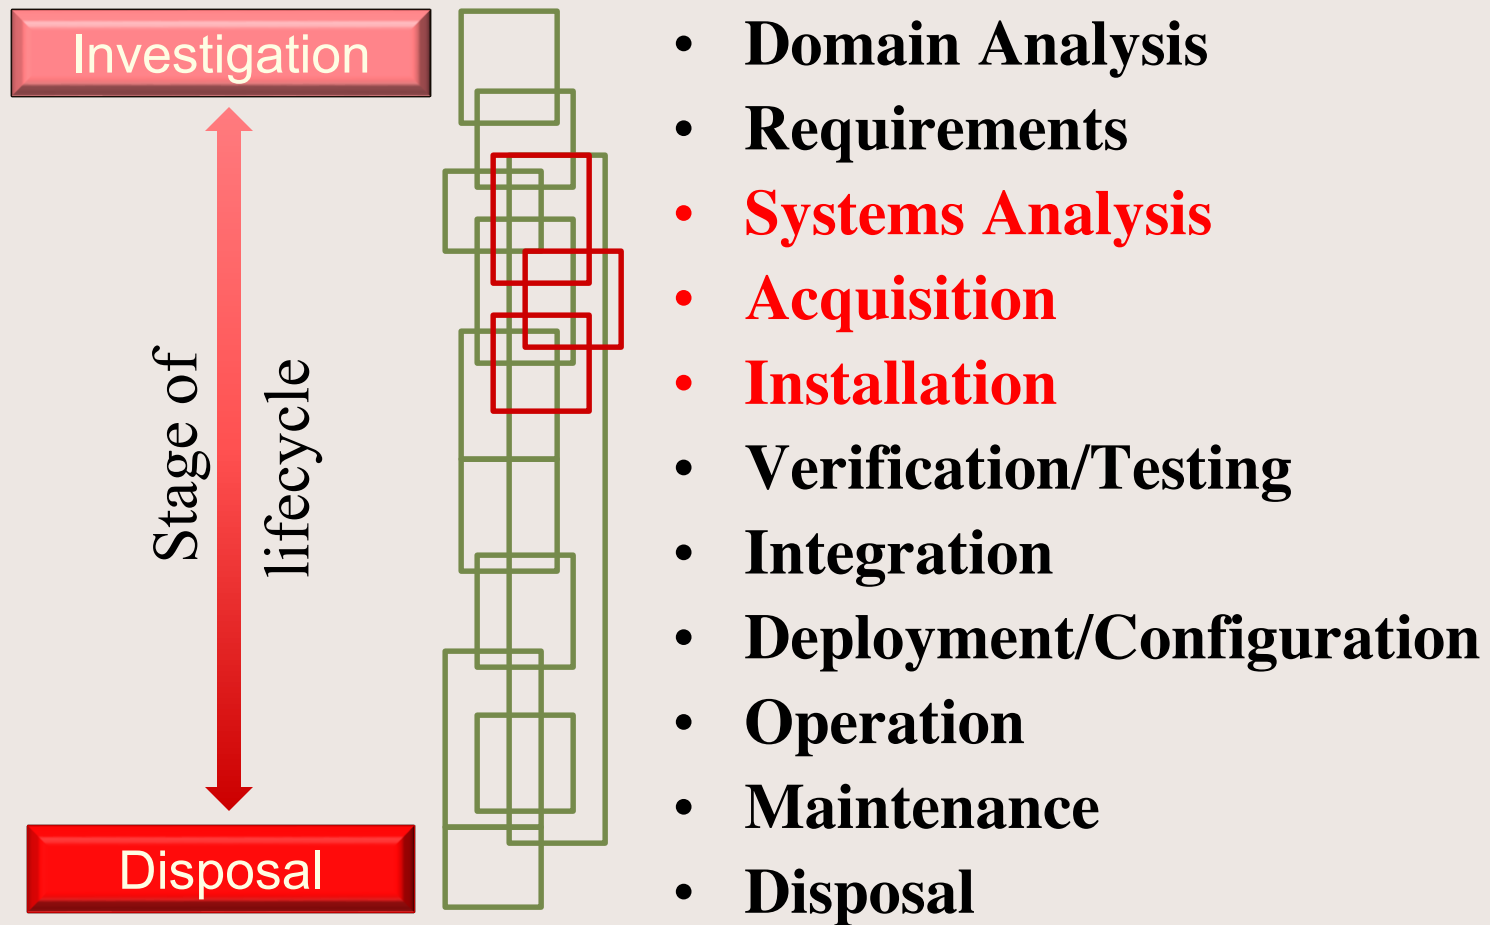 Investigation
Stage of
lifecycle
Disposal
• Domain Analysis
• Requirements
• Systems Analysis
• Acquisition
• Installation
• Verification/Testing
• Integration
• Deployment/Configuration
• Operation
• Maintenance
• Disposal